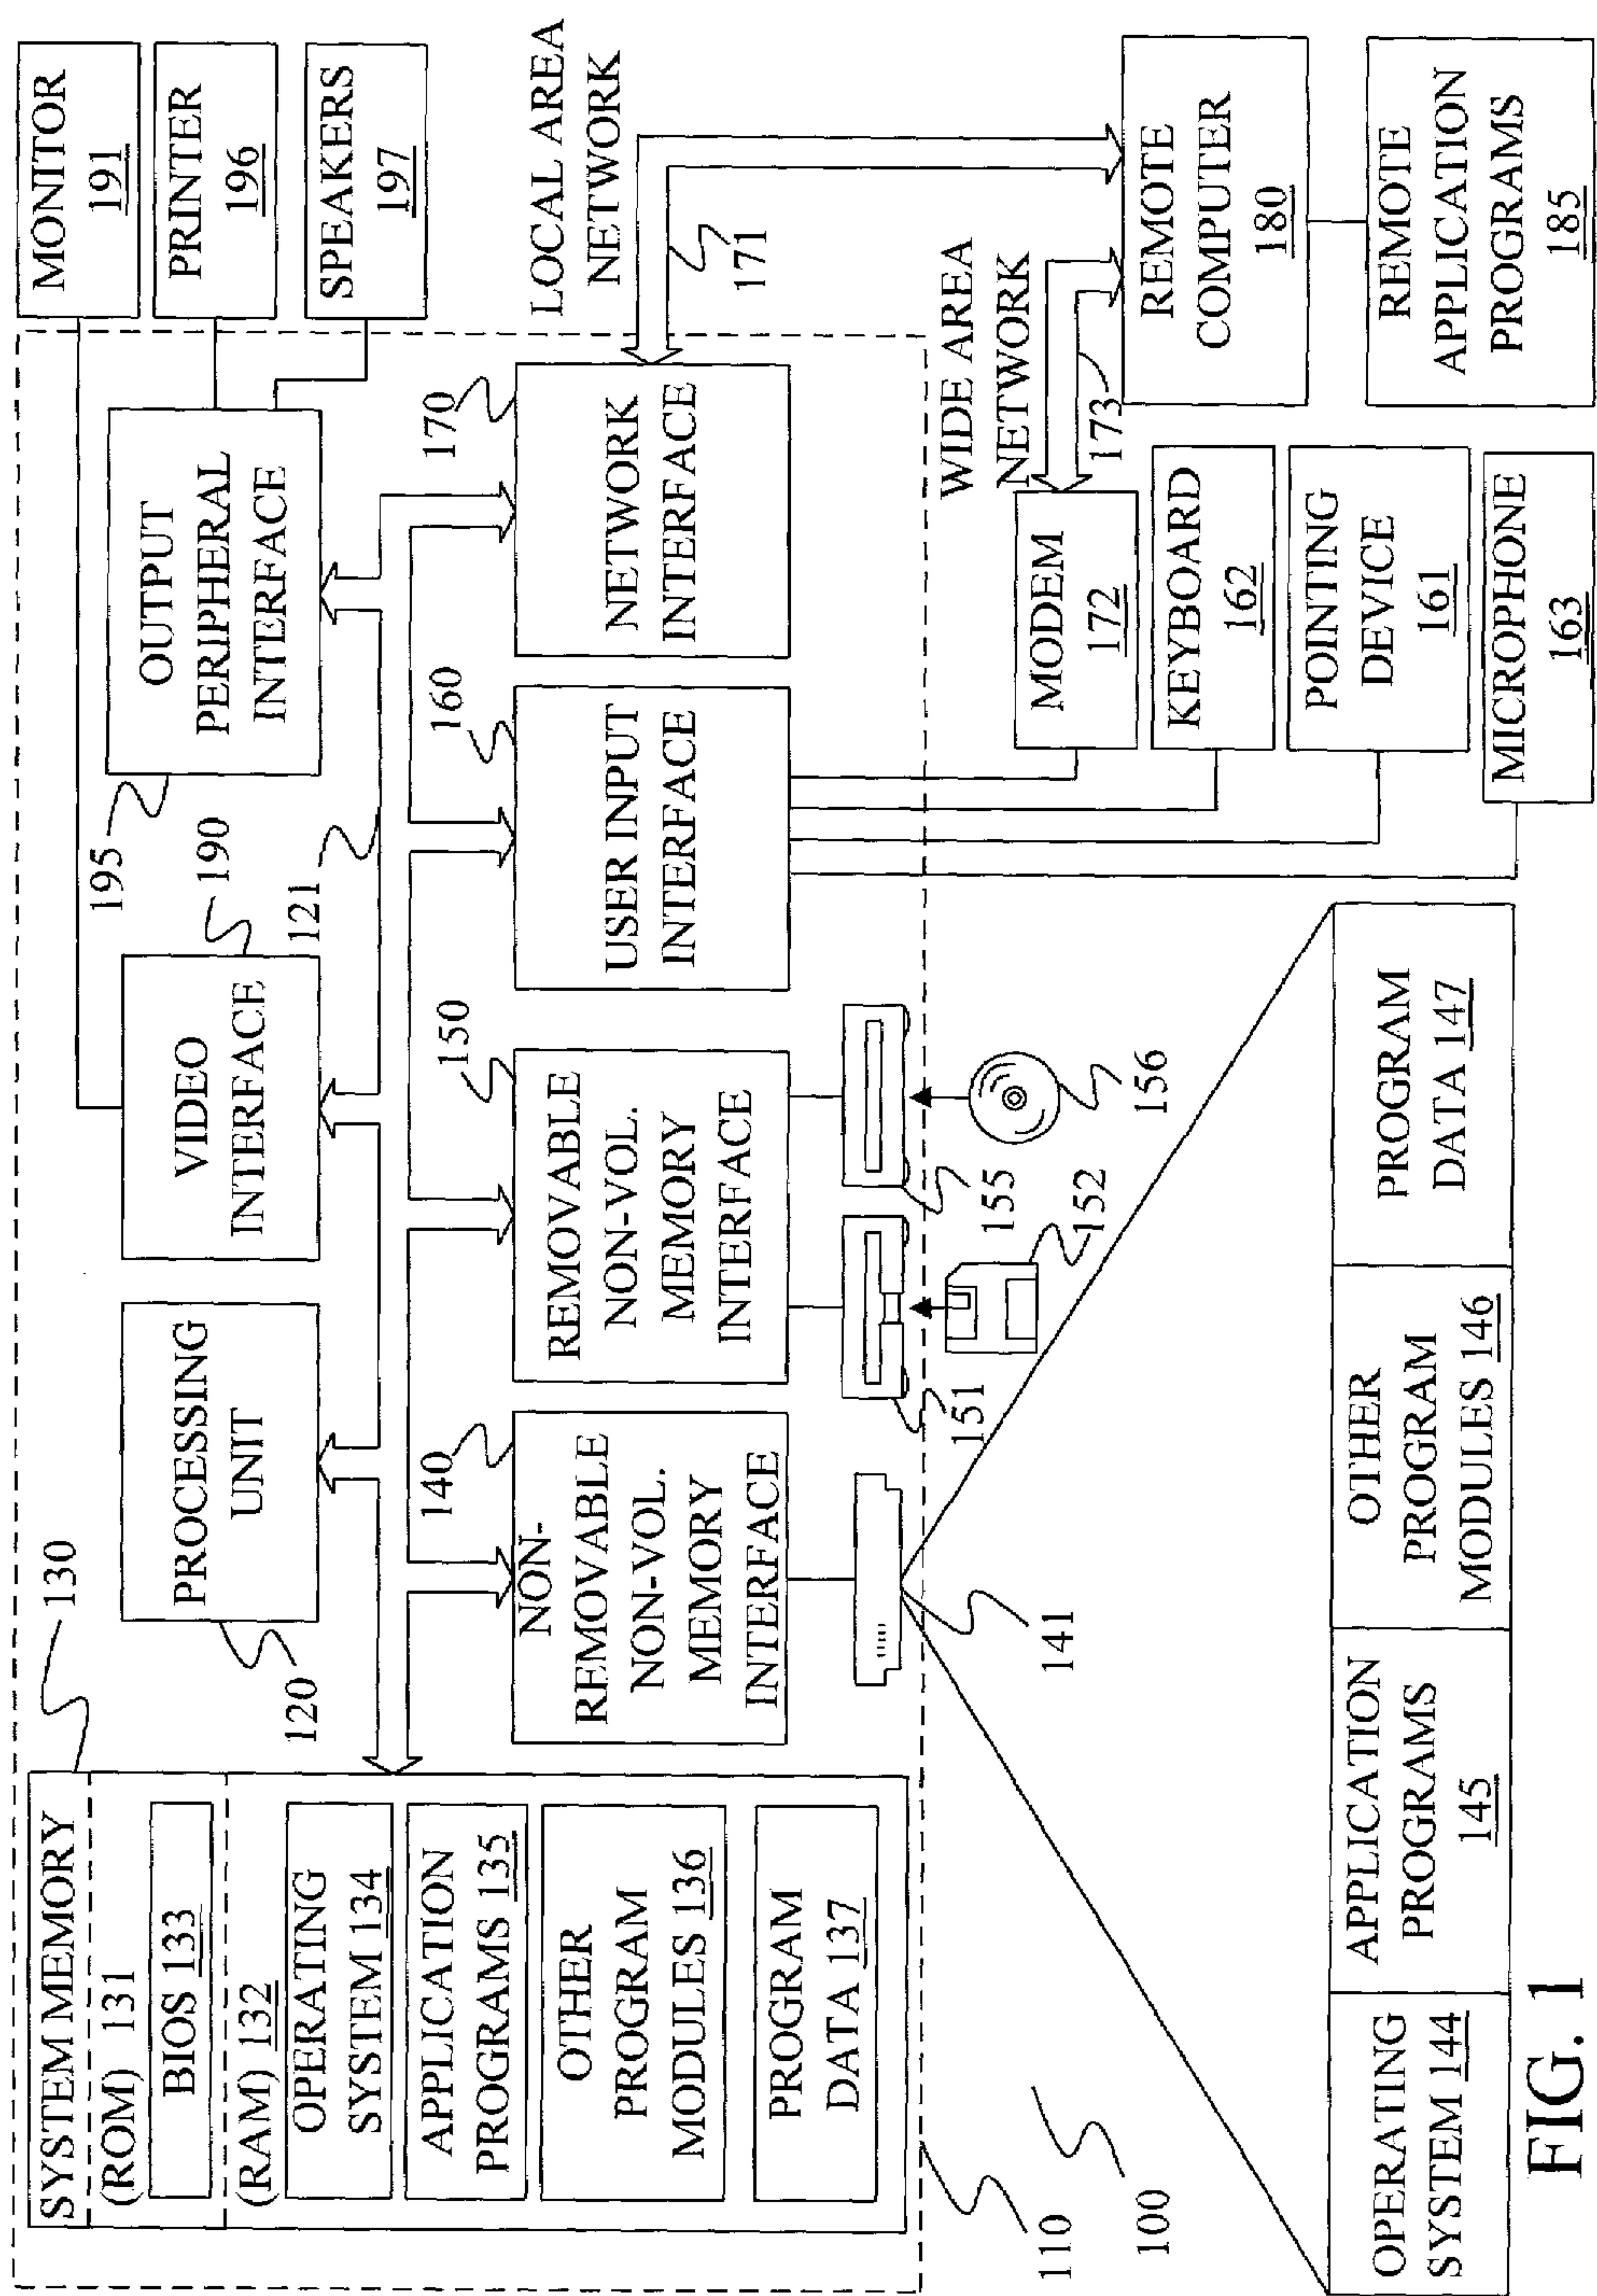 SYSTEM MEMORY
130
(ROM) 131
BIOS 133
(RAM) 132
OPERATING
SYSTEM 134
APPLICATION
PROGRAMS 135
OTHER
PROGRAM
MODULES 136
PROGRAM
DATA 137
PROCESSING
UNIT
120
VIDEO
INTERFACE
190
121
OUTPUT
PERIPHERAL
INTERFACE
195
MONITOR
191
PRINTER
196
SPEAKERS
197
NON-
REMOVABLE
NON-VOL.
MEMORY
INTERFACE
140
REMOVABLE
NON-VOL.
MEMORY
INTERFACE
150
USER INPUT
INTERFACE
160
NETWORK
INTERFACE
170
LOCAL AREA
NETWORK
171
141
151
152
155
156
WIDE AREA
NETWORK
173
MODEM
172
KEYBOARD
162
POINTING
DEVICE
161
MICROPHONE
163
REMOTE
COMPUTER
180
REMOTE
APPLICATION
PROGRAMS
185
110
100
OPERATING
SYSTEM 144
APPLICATION
PROGRAMS
145
OTHER
PROGRAM
MODULES 146
PROGRAM
DATA 147
FIG. 1